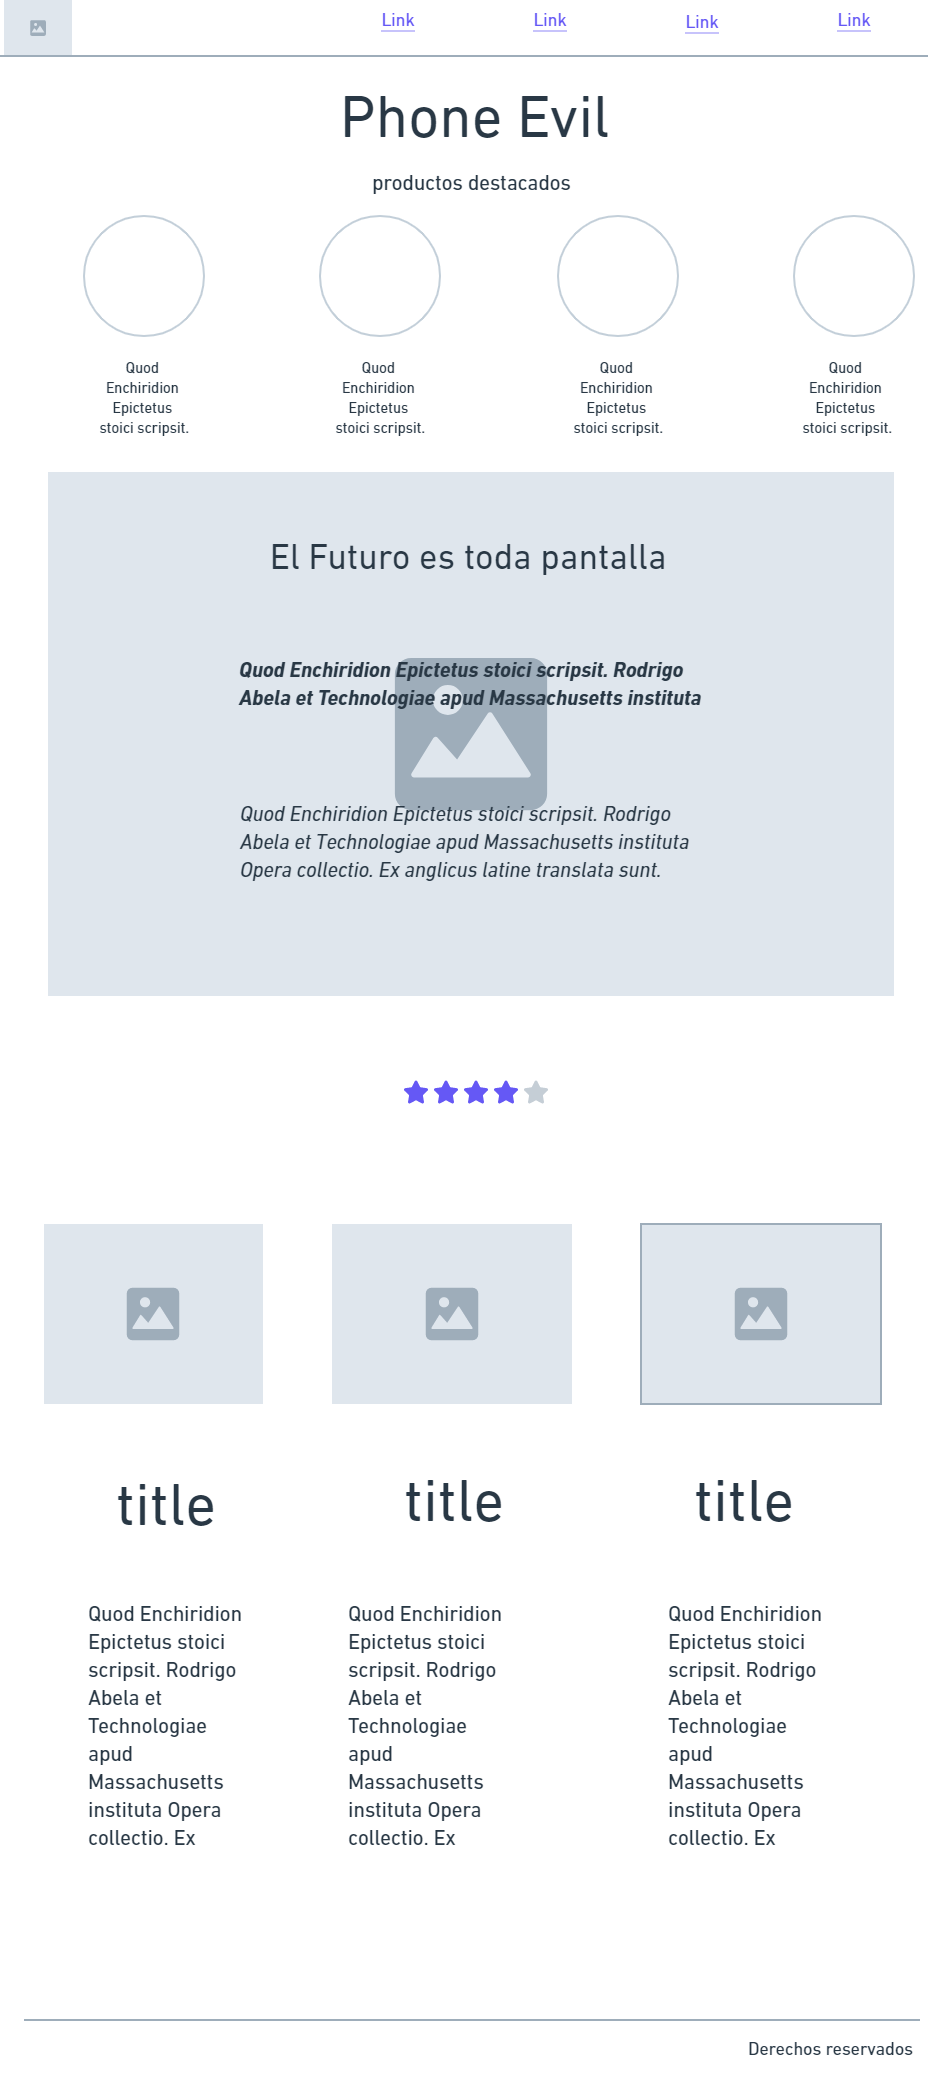 Link
Link
Link
Link
Phone Evil
productos destacados
Quod
Enchiridion
Epictetus
stoici scripsit.
Quod
Enchiridion
Epictetus
stoici scripsit.
Quod
Enchiridion
Epictetus
stoici scripsit.
Quod
Enchiridion
Epictetus
stoici scripsit.
El Futuro es toda pantalla
Quod Enchiridion Epictetus stoici scripsit. Rodrigo
Abela et Technologiae apud Massachusetts instituta
Quod Enchiridion Epictetus stoici scripsit. Rodrigo
Abela et Technologiae apud Massachusetts instituta
Opera collectio. Ex anglicus latine translata sunt.
title
title
title
Quod Enchiridion
Epictetus stoici
scripsit. Rodrigo
Abela et
Technologiae
apud
Massachusetts
instituta Opera
collectio. Ex
Quod Enchiridion
Epictetus stoici
scripsit. Rodrigo
Abela et
Technologiae
apud
Massachusetts
instituta Opera
collectio. Ex
Quod Enchiridion
Epictetus stoici
scripsit. Rodrigo
Abela et
Technologiae
apud
Massachusetts
instituta Opera
collectio. Ex
Derechos reservados